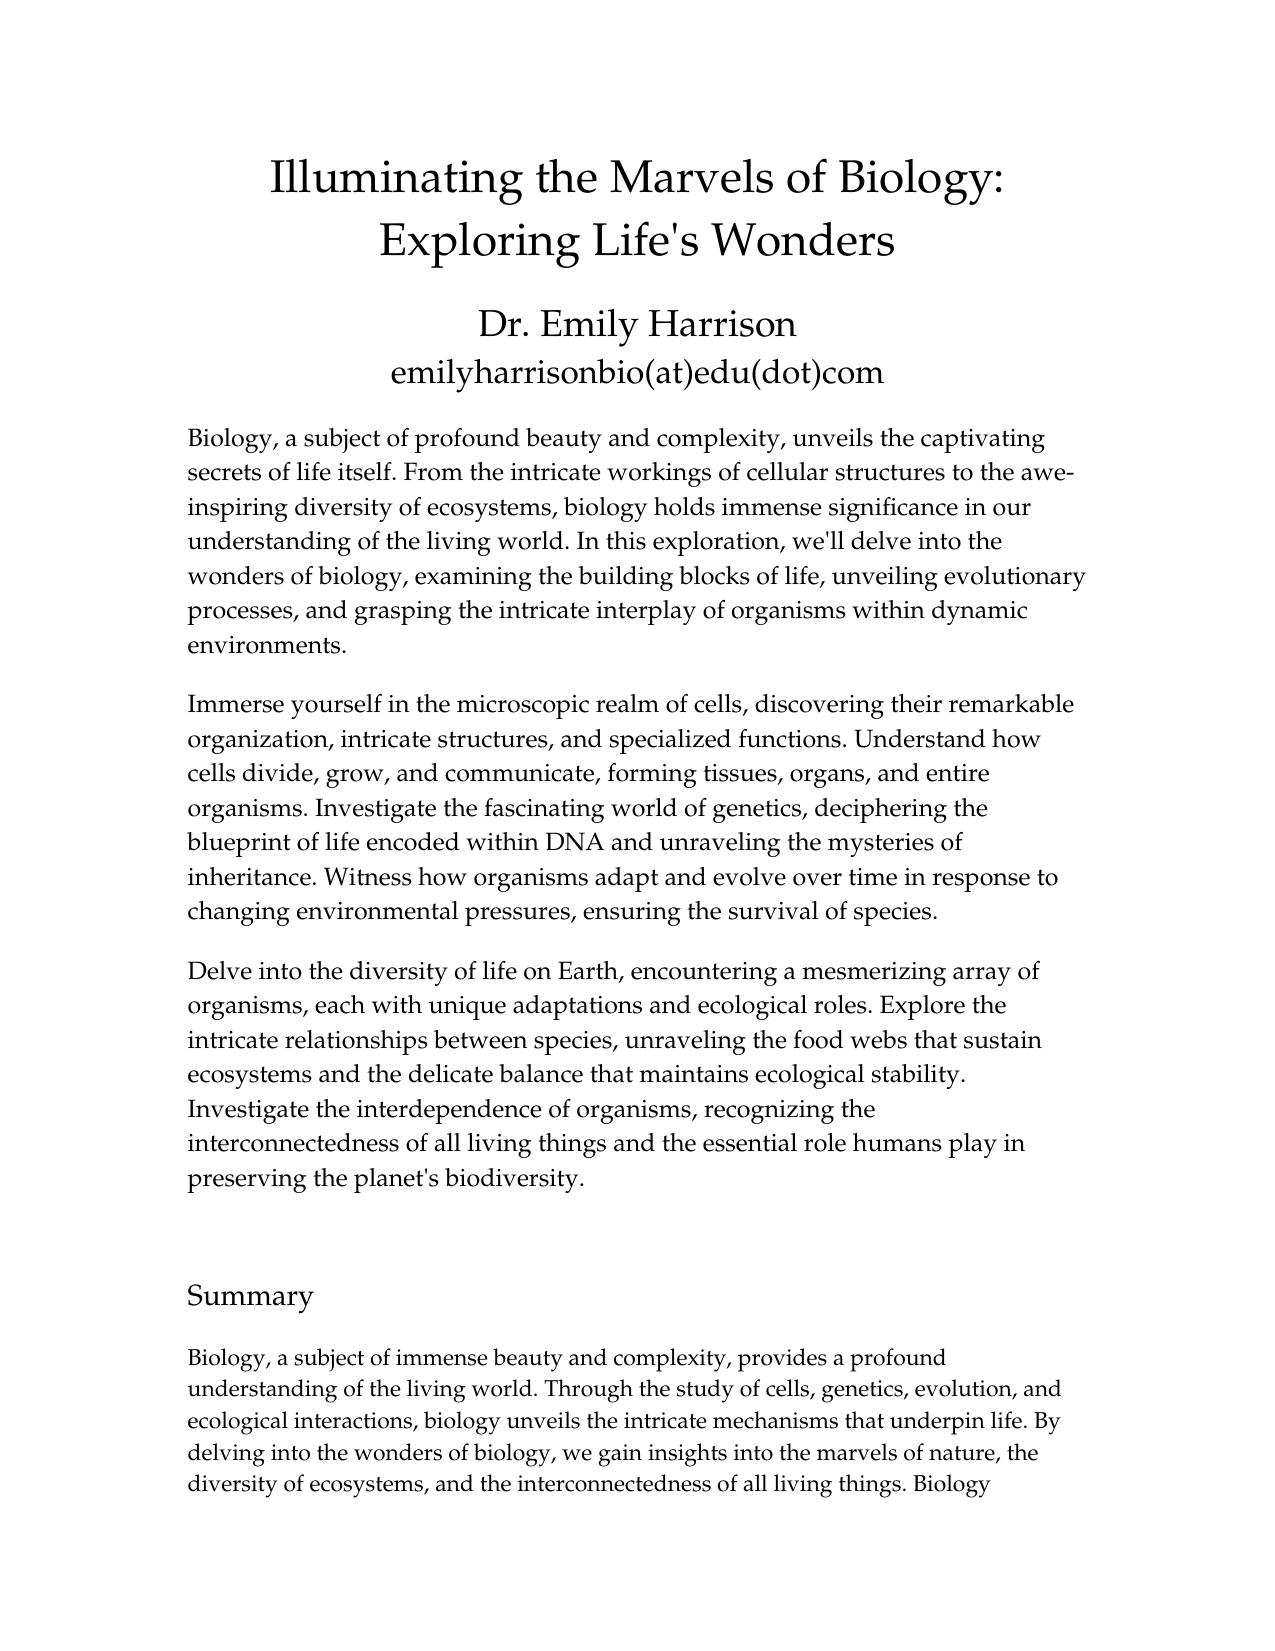 Illuminating the Marvels of Biology:
Exploring Life's Wonders
Dr. Emily Harrison
emilyharrisonbio(at)edu(dot)com
Biology, a subject of profound beauty and complexity, unveils the captivating
secrets of life itself. From the intricate workings of cellular structures to the awe-
inspiring diversity of ecosystems, biology holds immense significance in our
understanding of the living world. In this exploration, we'll delve into the
wonders of biology, examining the building blocks of life, unveiling evolutionary
processes, and grasping the intricate interplay of organisms within dynamic
environments.
Immerse yourself in the microscopic realm of cells, discovering their remarkable
organization, intricate structures, and specialized functions. Understand how
cells divide, grow, and communicate, forming tissues, organs, and entire
organisms. Investigate the fascinating world of genetics, deciphering the
blueprint of life encoded within DNA and unraveling the mysteries of
inheritance. Witness how organisms adapt and evolve over time in response to
changing environmental pressures, ensuring the survival of species.
Delve into the diversity of life on Earth, encountering a mesmerizing array of
organisms, each with unique adaptations and ecological roles. Explore the
intricate relationships between species, unraveling the food webs that sustain
ecosystems and the delicate balance that maintains ecological stability.
Investigate the interdependence of organisms, recognizing the
interconnectedness of all living things and the essential role humans play in
preserving the planet's biodiversity.
Summary
Biology, a subject of immense beauty and complexity, provides a profound
understanding of the living world. Through the study of cells, genetics, evolution, and
ecological interactions, biology unveils the intricate mechanisms that underpin life. By
delving into the wonders of biology, we gain insights into the marvels of nature, the
diversity of ecosystems, and the interconnectedness of all living things. Biology